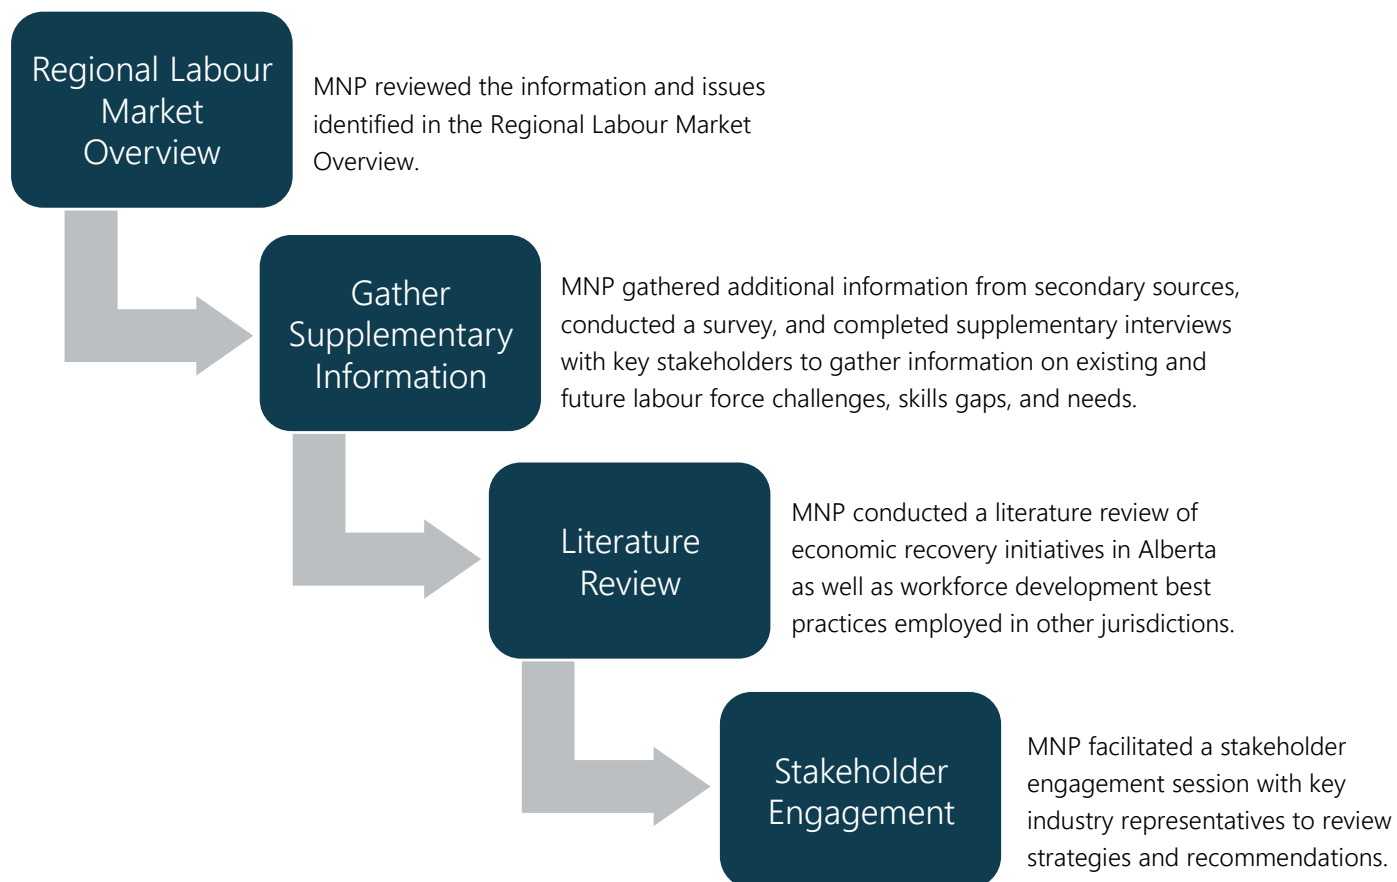 Regional Labour
Market
Overview
MNP reviewed the information and issues
identified in the Regional Labour Market
Overview.
Gather
Supplementary
Information
MNP gathered additional information from secondary sources,
conducted a survey, and completed supplementary interviews
with key stakeholders to gather information on existing and
future labour force challenges, skills gaps, and needs.
Literature
Review
MNP conducted a literature review of
economic recovery initiatives in Alberta
as well as workforce development best
practices employed in other jurisdictions.
Stakeholder
Engagement
MNP facilitated a stakeholder
engagement session with key
industry representatives to review
strategies and recommendations.